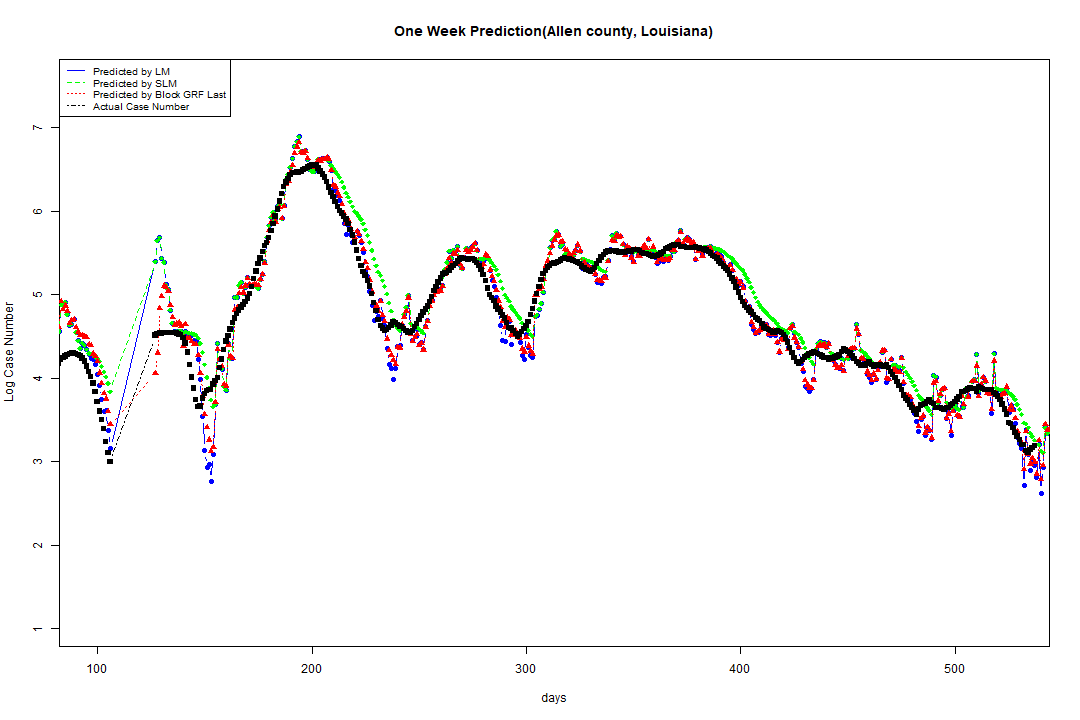 One Week Prediction(Allen county, Louisiana)
Predicted by LM
Predicted by SLM
Predicted by Block GRF Last
Actual Case Number
7
6
5
4
3
2
1
Log Case Number
100 200 300 400 500
days